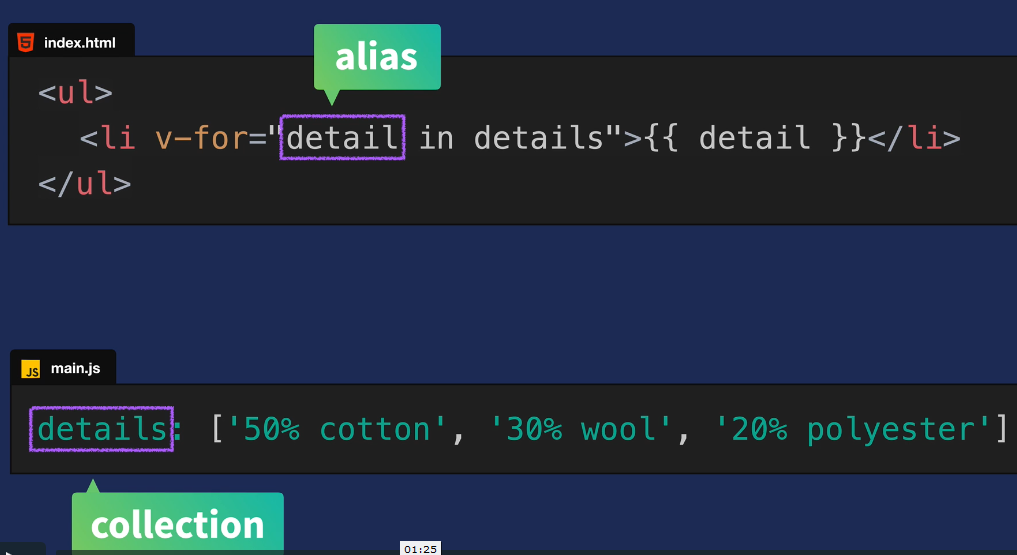 alias
index.html
<ul>
<li v-for="detail in details">{{ detail }}</li>
</ul>
main.js
details: ['50% cotton', '30% wool', '20% polyester']
collection
01:25